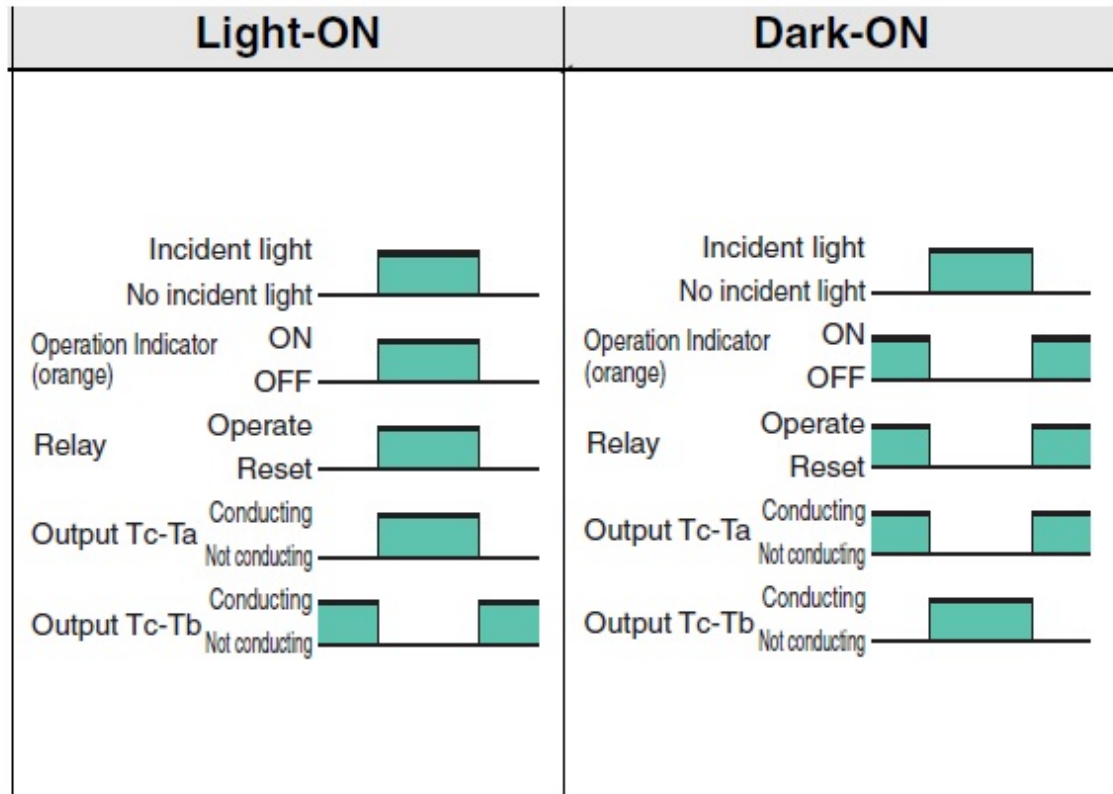 Light-ON
Incident light
No incident light
Operation Indicator
(orange)
ON
OFF
Relay
Operate
Reset
Output Tc-Ta
Conducting
Not conducting
Output Tc-Tb
Conducting
Not conducting
Dark-ON
Incident light
No incident light
Operation Indicator
(orange)
ON
OFF
Relay
Operate
Reset
Output Tc-Ta
Conducting
Not conducting
Output Tc-Tb
Conducting
Not conducting